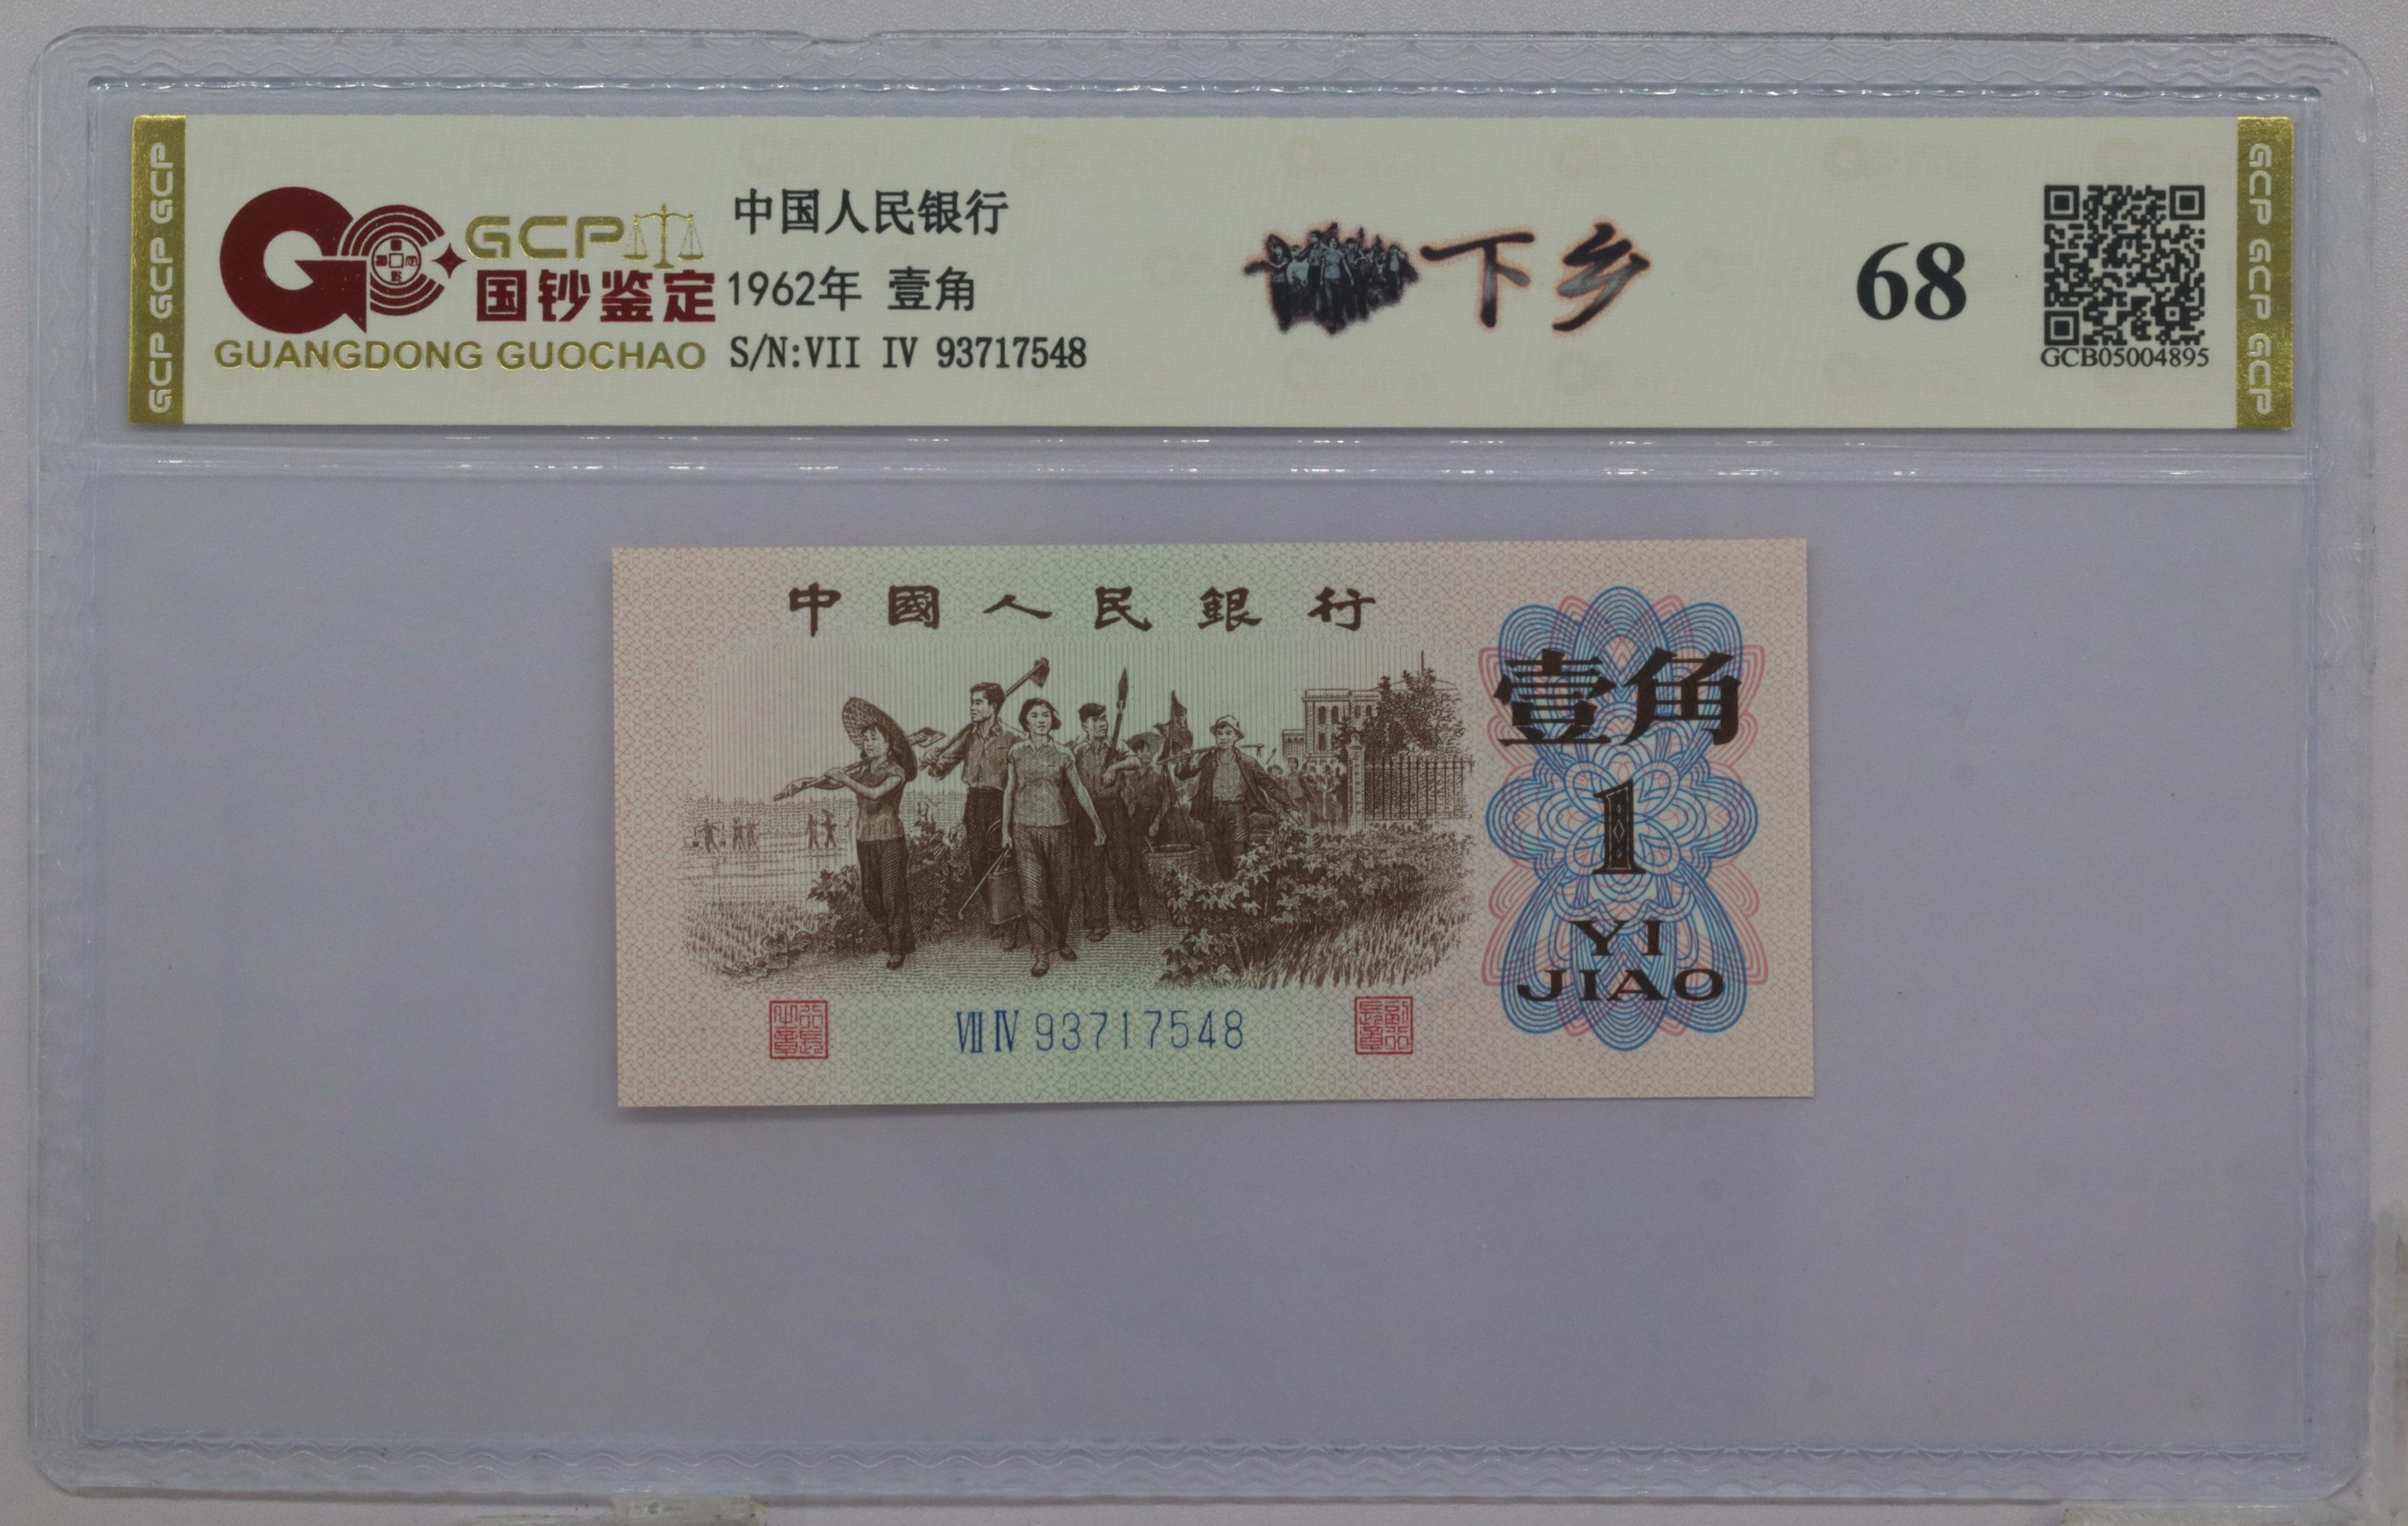 GCP GCP GCP
GCP
国钞鉴定
GUANGDONG GUOCHAO
中国人民银行
1962年 壹角
S/N:VII IV 93717548
下乡
68
GCB05004895
GCP GCP GCP
中國人民銀行
壹角
1
YI
JIAO
VII IV 93717548